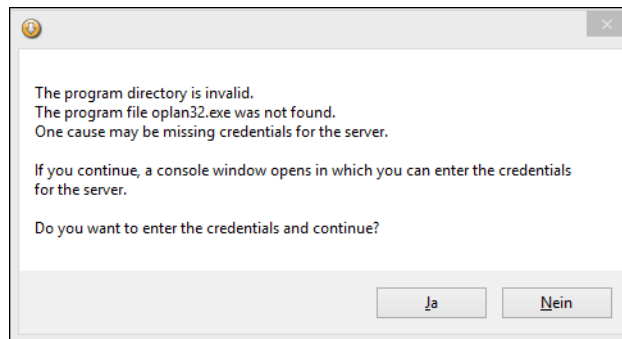 The program directory is invalid.
The program file oplan32.exe was not found.
One cause may be missing credentials for the server.
If you continue, a console window opens in which you can enter the credentials
for the server.
Do you want to enter the credentials and continue?
Ja
Nein